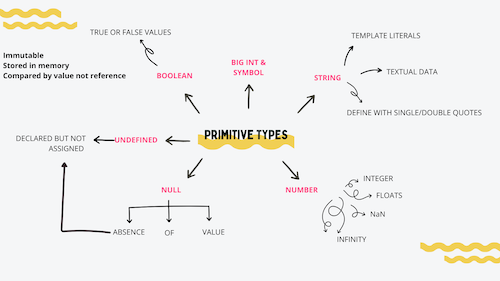 TRUE OR FALSE VALUES
TEMPLATE LITERALS
Immutable
Stored in memory
Compared by value not reference
BIG INT &
SYMBOL
BOOLEAN
STRING
TEXTUAL DATA
DEFINE WITH SINGLE/DOUBLE QUOTES
PRIMITIVE TYPES
DECLARED BUT NOT
ASSIGNED
UNDEFINED
NULL
NUMBER
INTEGER
FLOATS
NaN
INFINITY
ABSENCE OF VALUE